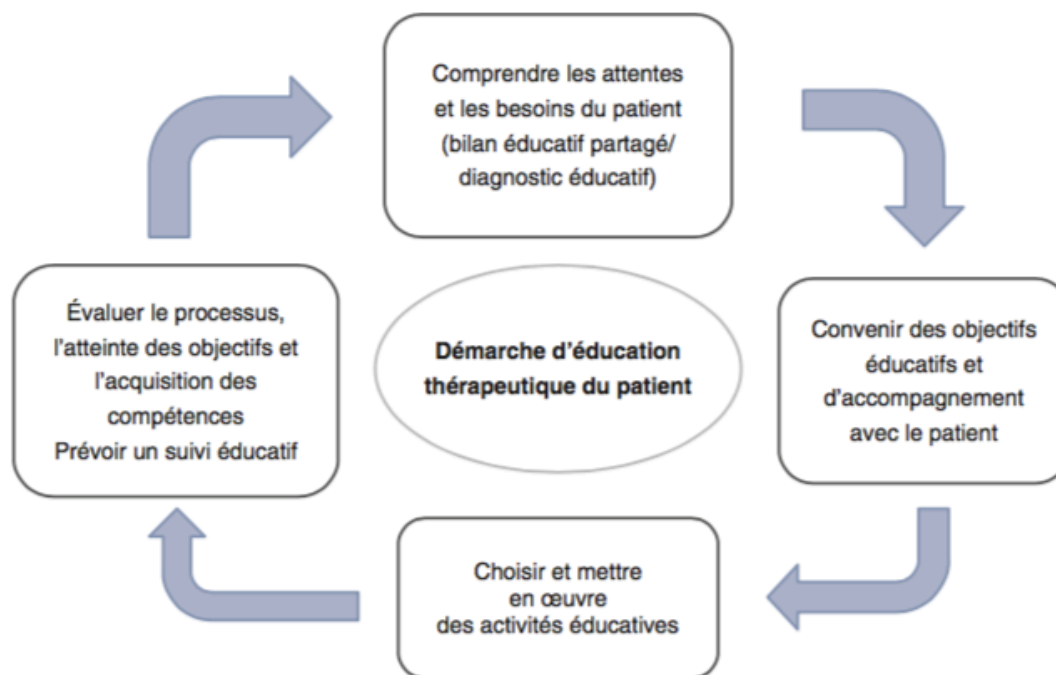 Comprendre les attentes
et les besoins du patient
(bilan éducatif partagé/
diagnostic éducatif)
Évaluer le processus,
l'atteinte des objectifs et
l'acquisition des
compétences
Prévoir un suivi éducatif
Démarche d'éducation
thérapeutique du patient
Convenir des objectifs
éducatifs et
d'accompagnement
avec le patient
Choisir et mettre
en œuvre
des activités éducatives